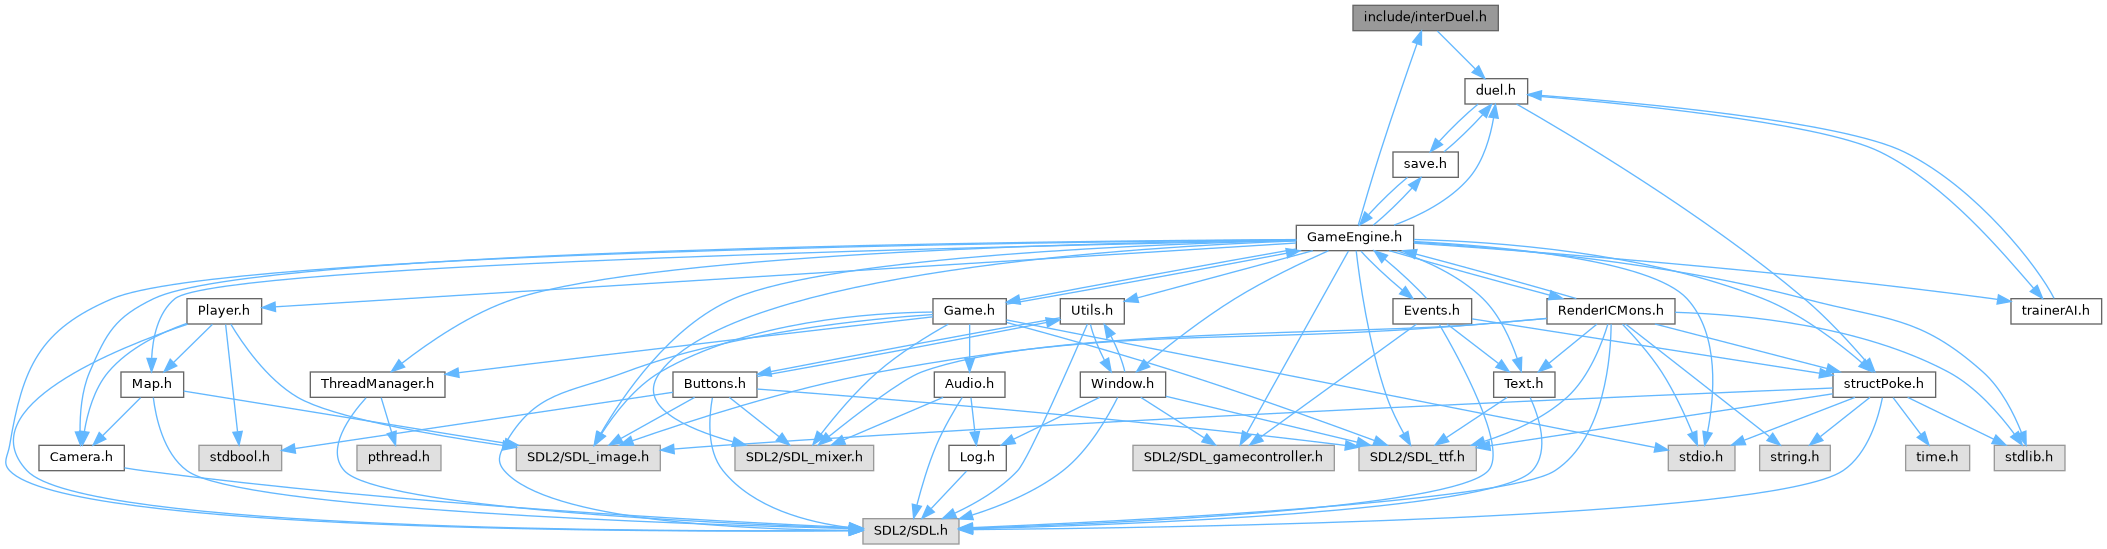 include/interDuel.h
duel.h
save.h
GameEngine.h
Player.h
Game.h
Utils.h
Events.h
RenderICMons.h
trainerAI.h
Map.h
ThreadManager.h
Buttons.h
Audio.h
Window.h
Text.h
structPoke.h
Camera.h
stdbool.h
pthread.h
SDL2/SDL_image.h
SDL2/SDL_mixer.h
Log.h
SDL2/SDL_gamecontroller.h
SDL2/SDL_ttf.h
stdio.h
string.h
time.h
stdlib.h
SDL2/SDL.h